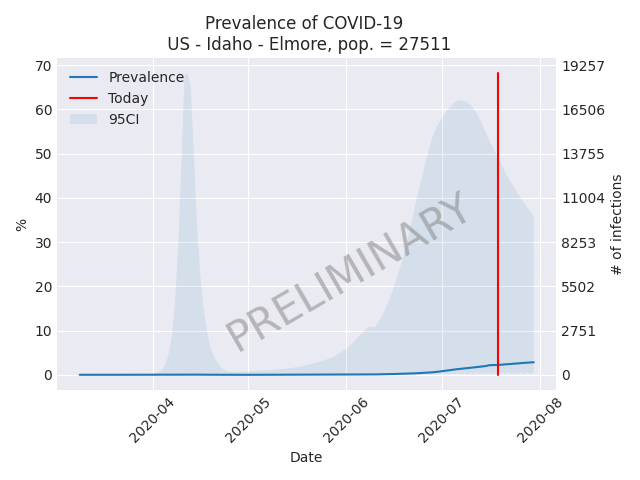 Prevalence of COVID-19
US - Idaho - Elmore, pop. = 27511
Prevalence
Today
95CI
70
60
50
40
30
20
10
0
%
19257
16506
13755
11004
8253
5502
2751
0
# of infections
PRELIMINARY
2020-04
2020-05
2020-06
2020-07
2020-08
Date